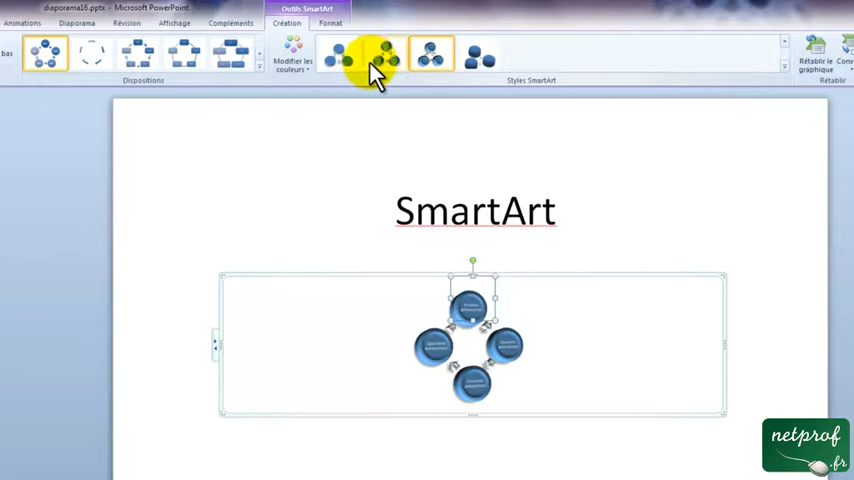 diaporama16.pptx - Microsoft PowerPoint
Outils SmartArt
Animations
Diaporama
Révision
Affichage
Compléments
Création
Format
bas
Modifier les
couleurs
Rétablir le
graphique
Conv
Dispositions
Styles SmartArt
Rétablir
SmartArt
netprof
.fr